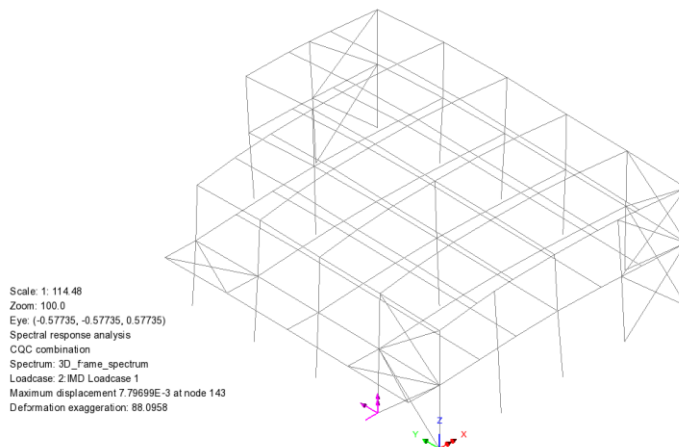 Scale: 1: 114.48
Zoom: 100.0
Eye: (-0.57735, -0.57735, 0.57735)
Spectral response analysis
CQC combination
Spectrum: 3D_frame_spectrum
Loadcase: 2:IMD Loadcase 1
Maximum displacement 7.79699E-3 at node 143
Deformation exaggeration: 88.0958
Z
Y
X